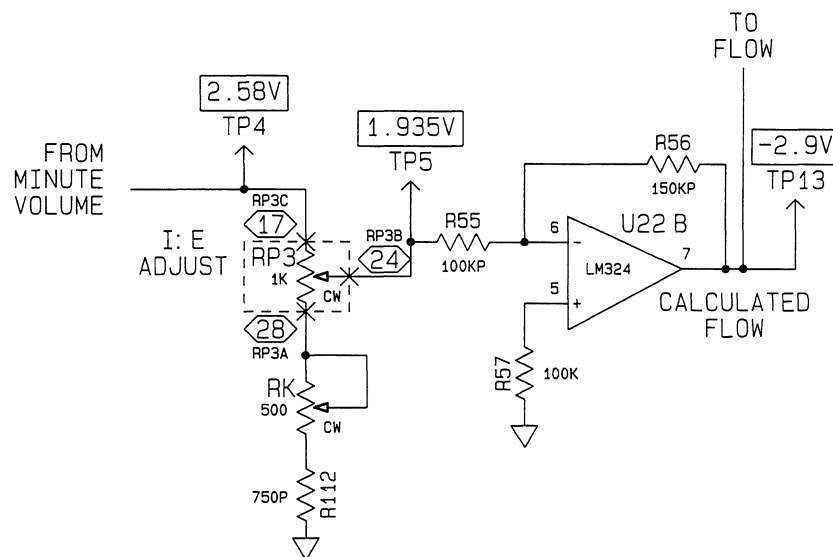 TO
FLOW
2.58V
TP4
1.935V
TP5
R56
150KP
-2.9V
TP13
FROM
MINUTE
VOLUME
RP3C
17
I:E
ADJUST
RP3
1K
CW
RP3B
24
R55
100KP
6
-
U22 B
LM324
7
5
+
CALCULATED
FLOW
28
RP3A
R57
100K
RK
500
CW
750P
R112